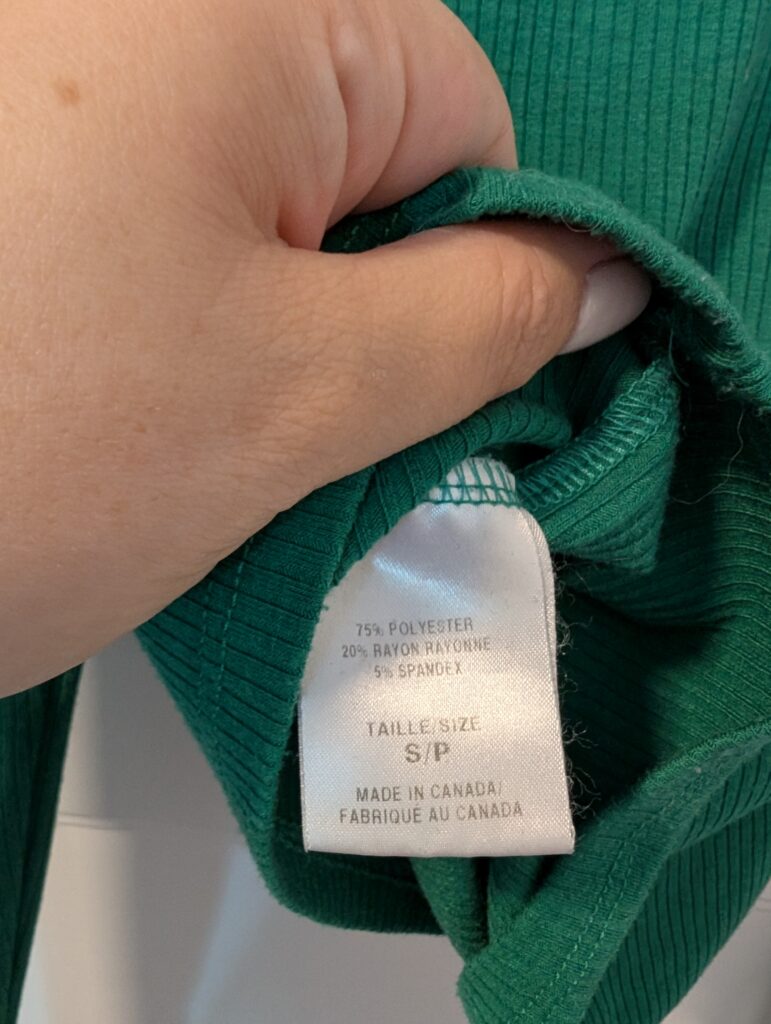 75% POLYESTER
20% RAYON RAYONNE
5% SPANDEX
TAILLE/SIZE
S/P
MADE IN CANADA/
FABRIQUÉ AU CANADA